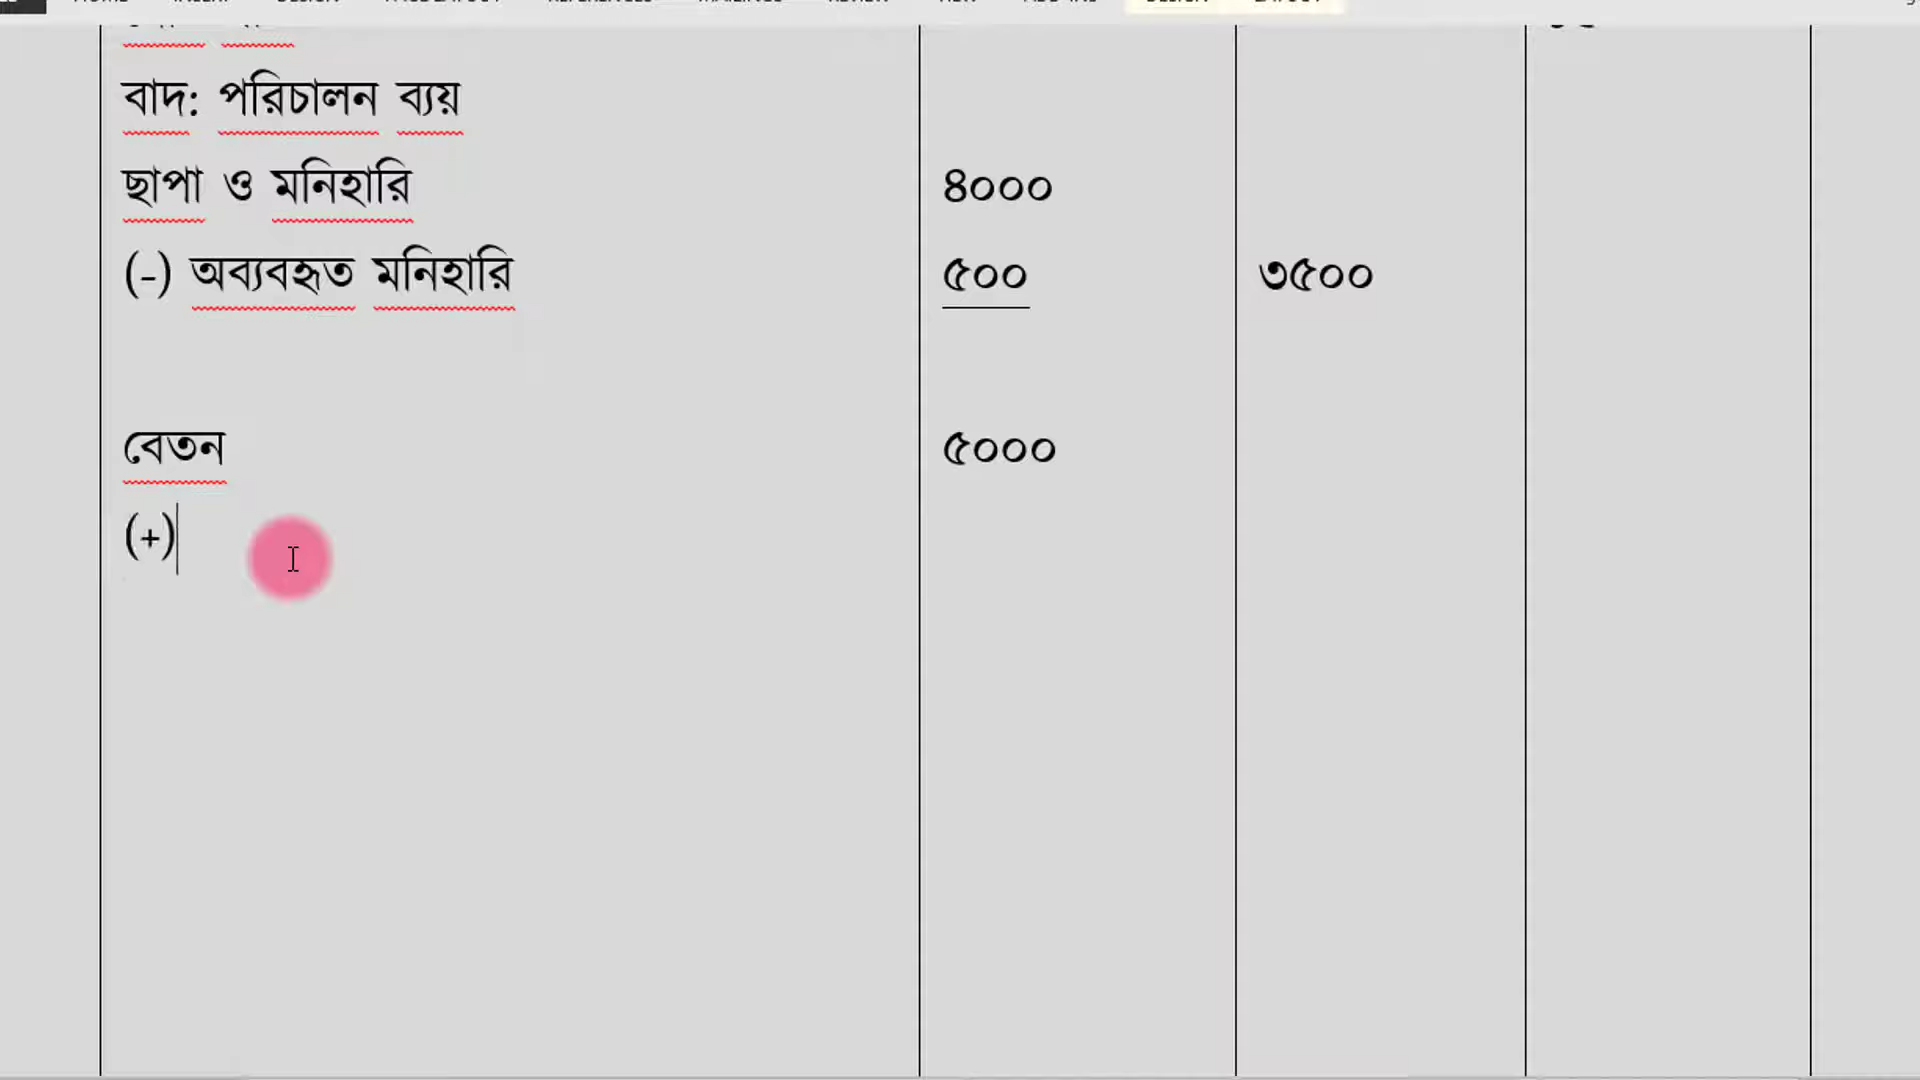 বাদ: পরিচালন ব্যয়
ছাপা ও মনিহারি ৪০০০
(-) অব্যবহৃত মনিহারি ৫০০ ৩৫০০
বেতন ৫০০০
(+)